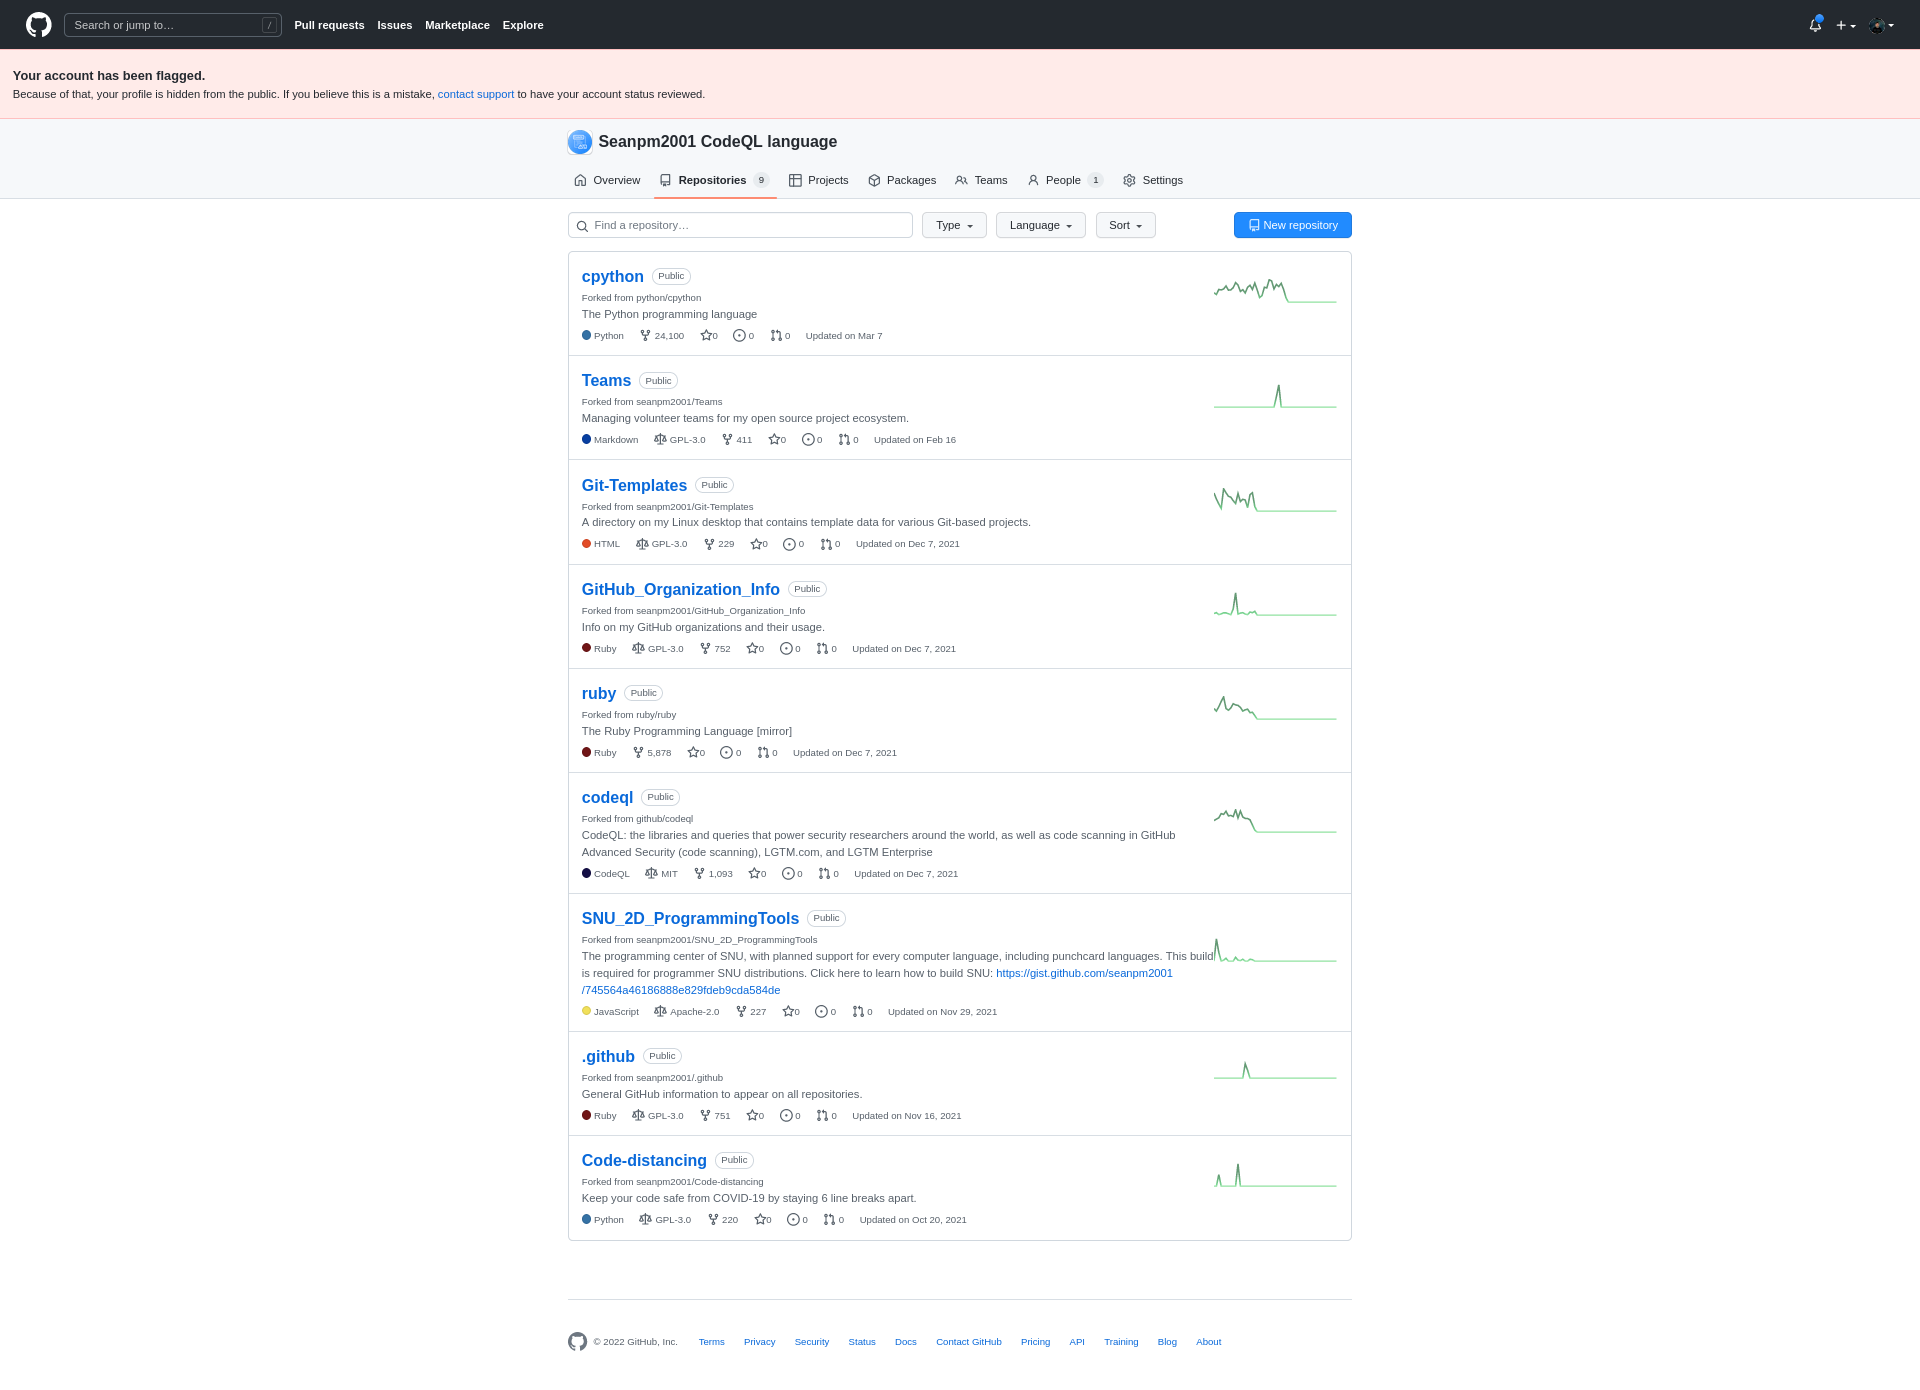 Search or jump to…
/
Pull requests Issues Marketplace Explore
Your account has been flagged.
Because of that, your profile is hidden from the public. If you believe this is a mistake, contact support to have your account status reviewed.
Seanpm2001 CodeQL language
Overview Repositories 9 Projects Packages Teams People 1 Settings
Find a repository… Type Language Sort New repository
cpython Public
Forked from python/cpython
The Python programming language
Python 24,100 0 0 0 Updated on Mar 7
Teams Public
Forked from seanpm2001/Teams
Managing volunteer teams for my open source project ecosystem.
Markdown GPL-3.0 411 0 0 0 Updated on Feb 16
Git-Templates Public
Forked from seanpm2001/Git-Templates
A directory on my Linux desktop that contains template data for various Git-based projects.
HTML GPL-3.0 229 0 0 0 Updated on Dec 7, 2021
GitHub_Organization_Info Public
Forked from seanpm2001/GitHub_Organization_Info
Info on my GitHub organizations and their usage.
Ruby GPL-3.0 752 0 0 0 Updated on Dec 7, 2021
ruby Public
Forked from ruby/ruby
The Ruby Programming Language [mirror]
Ruby 5,878 0 0 0 Updated on Dec 7, 2021
codeql Public
Forked from github/codeql
CodeQL: the libraries and queries that power security researchers around the world, as well as code scanning in GitHub
Advanced Security (code scanning), LGTM.com, and LGTM Enterprise
CodeQL MIT 1,093 0 0 0 Updated on Dec 7, 2021
SNU_2D_ProgrammingTools Public
Forked from seanpm2001/SNU_2D_ProgrammingTools
The programming center of SNU, with planned support for every computer language, including punchcard languages. This build
is required for programmer SNU distributions. Click here to learn how to build SNU: https://gist.github.com/seanpm2001
/745564a46186888e829fdeb9cda584de
JavaScript Apache-2.0 227 0 0 0 Updated on Nov 29, 2021
.github Public
Forked from seanpm2001/.github
General GitHub information to appear on all repositories.
Ruby GPL-3.0 751 0 0 0 Updated on Nov 16, 2021
Code-distancing Public
Forked from seanpm2001/Code-distancing
Keep your code safe from COVID-19 by staying 6 line breaks apart.
Python GPL-3.0 220 0 0 0 Updated on Oct 20, 2021
© 2022 GitHub, Inc. Terms Privacy Security Status Docs Contact GitHub Pricing API Training Blog About